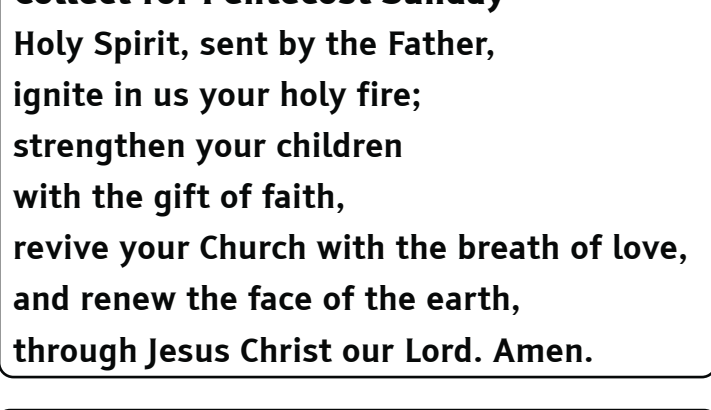 Collect for Pentecost Sunday
Holy Spirit, sent by the Father,
ignite in us your holy fire;
strengthen your children
with the gift of faith,
revive your Church with the breath of love,
and renew the face of the earth,
through Jesus Christ our Lord. Amen.